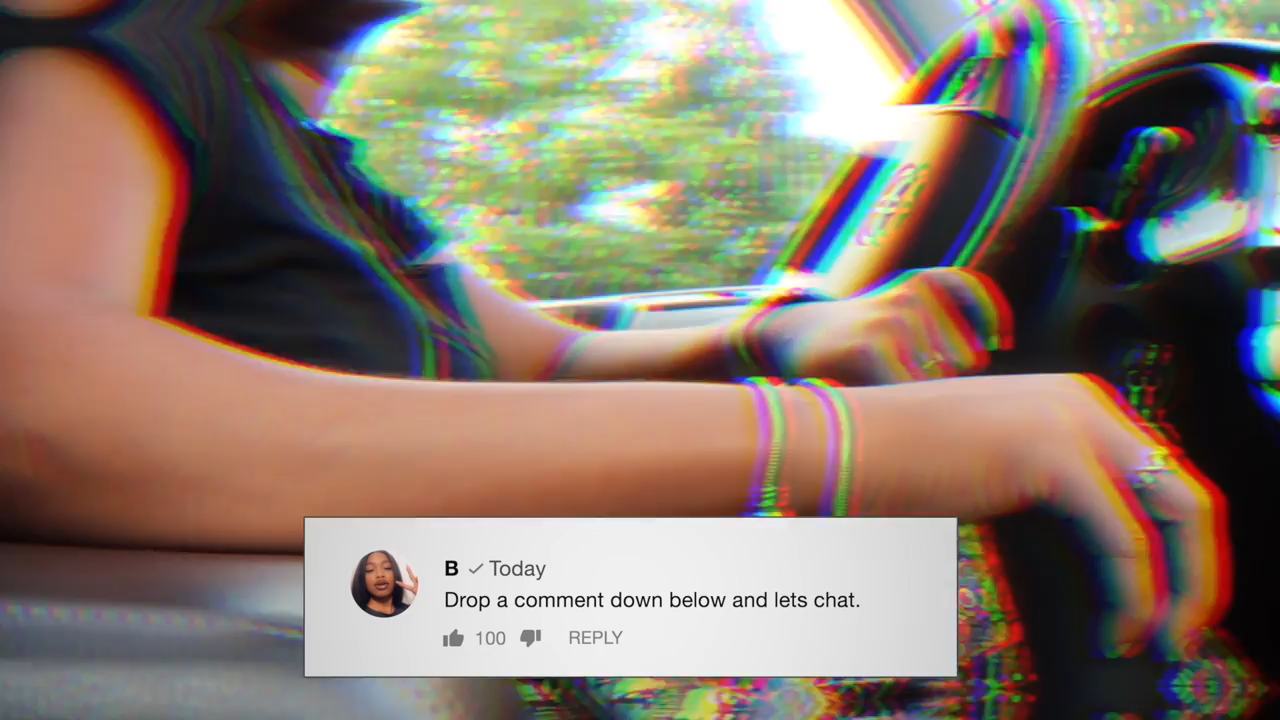 B ✓ Today
Drop a comment down below and lets chat.
100 REPLY